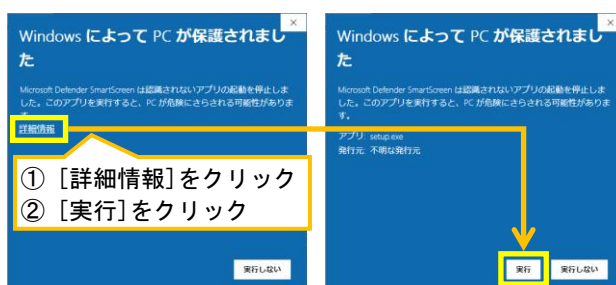 Windows によって PC が保護されまし
た
Microsoft Defender SmartScreen は認識されないアプリの起動を停止しま
した。このアプリを実行すると、PC が危険にさらされる可能性がありま
す。
詳細情報
① [詳細情報]をクリック
② [実行]をクリック
実行しない
Windows によって PC が保護されまし
た
Microsoft Defender SmartScreen は認識されないアプリの起動を停止しま
した。このアプリを実行すると、PC が危険にさらされる可能性がありま
す。
アプリ: setup.exe
発行元: 不明な発行元
実行
実行しない